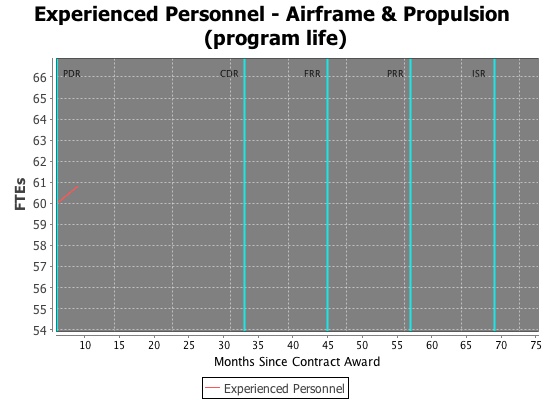 Experienced Personnel - Airframe & Propulsion
(program life)
FTEs
66
65
64
63
62
61
60
59
58
57
56
55
54
PDR CDR FRR PRR ISR
10 15 20 25 30 35 40 45 50 55 60 65 70 75
Months Since Contract Award
Experienced Personnel